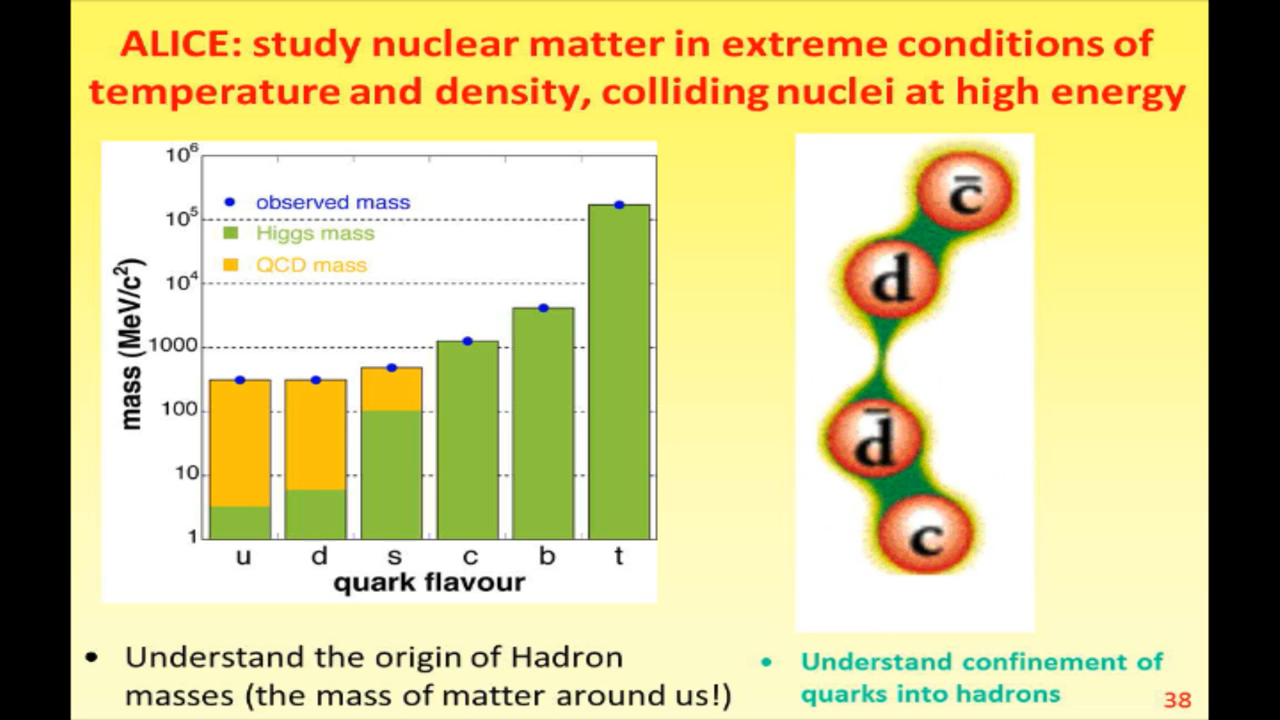 ALICE: study nuclear matter in extreme conditions of
temperature and density, colliding nuclei at high energy
10⁶
10⁵
10⁴
1000
100
10
1
mass (MeV/c²)
observed mass
Higgs mass
QCD mass
u d s c b t
quark flavour
c̄
d
d̄
c
• Understand the origin of Hadron
masses (the mass of matter around us!)
• Understand confinement of
quarks into hadrons
38